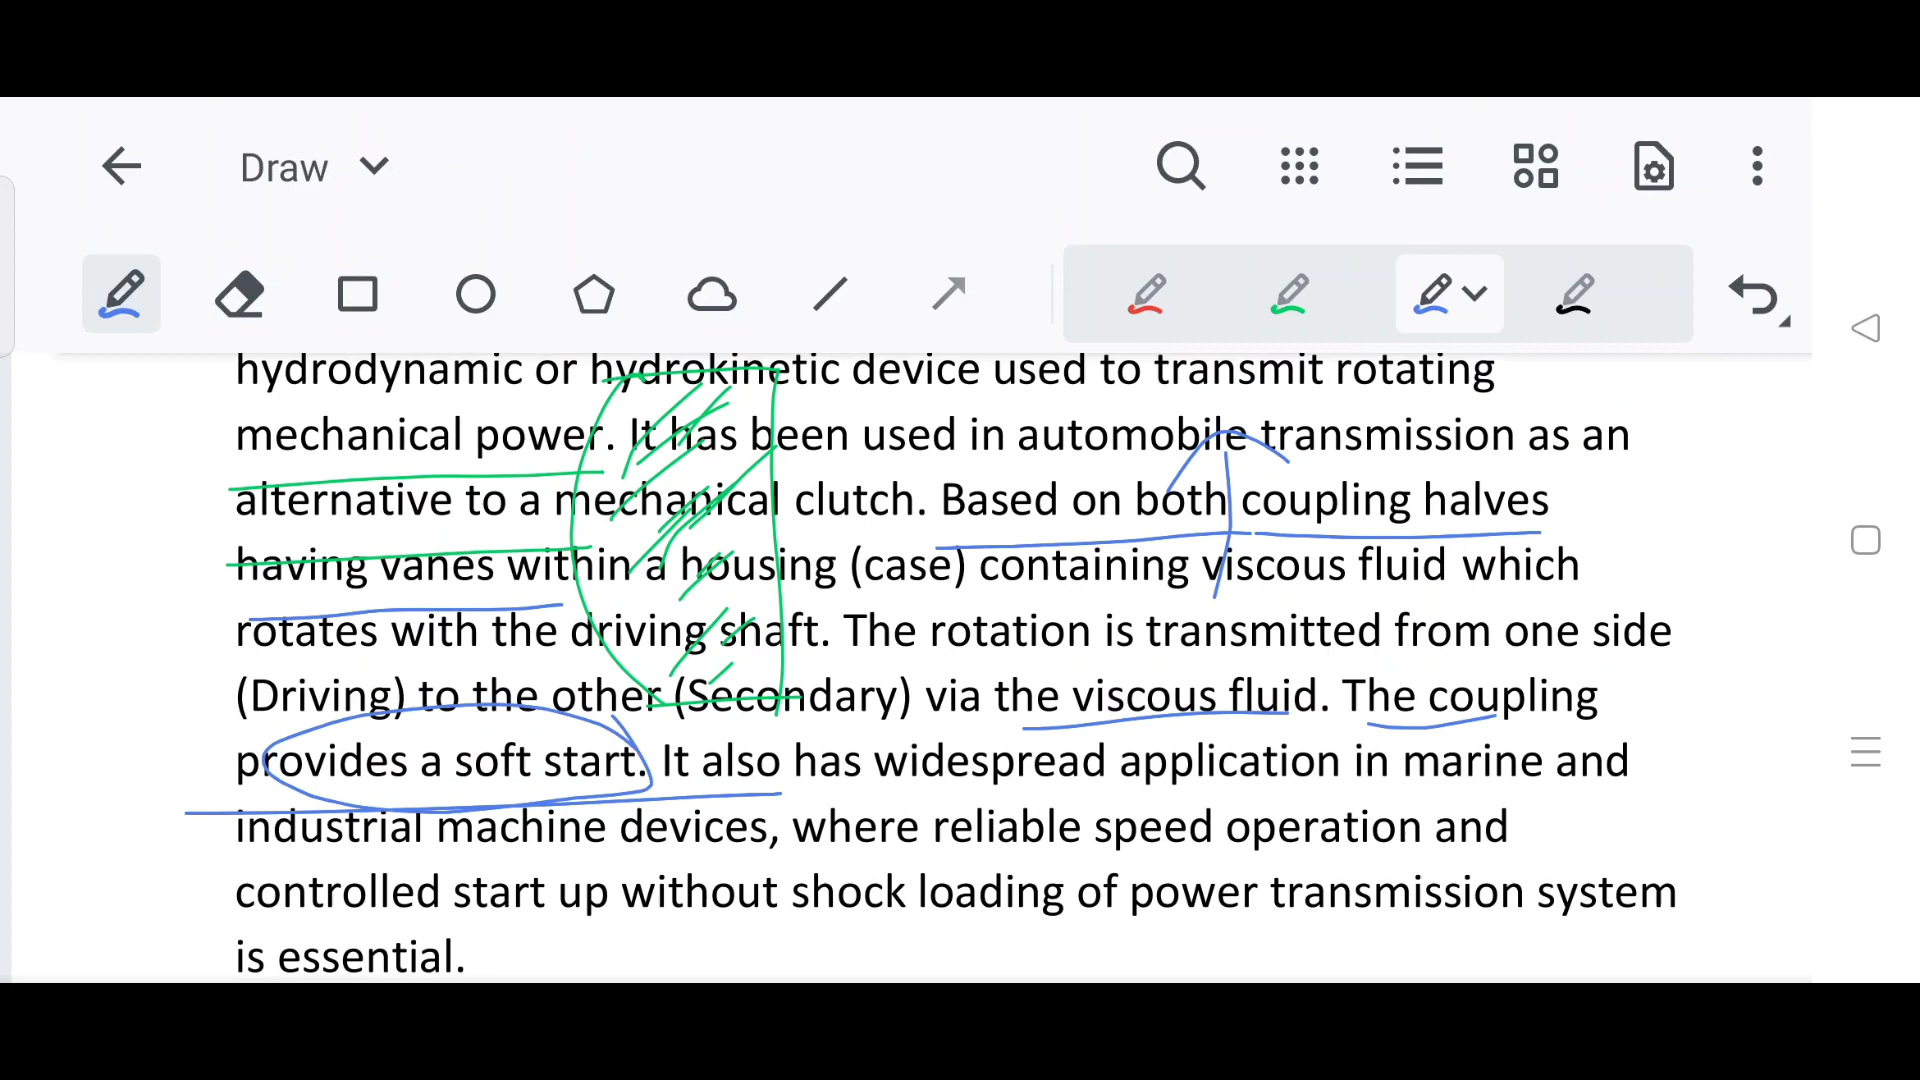 Draw
hydrodynamic or hydrokinetic device used to transmit rotating
mechanical power. It has been used in automobile transmission as an
alternative to a mechanical clutch. Based on both coupling halves
having vanes within a housing (case) containing viscous fluid which
rotates with the driving shaft. The rotation is transmitted from one side
(Driving) to the other (Secondary) via the viscous fluid. The coupling
provides a soft start. It also has widespread application in marine and
industrial machine devices, where reliable speed operation and
controlled start up without shock loading of power transmission system
is essential.